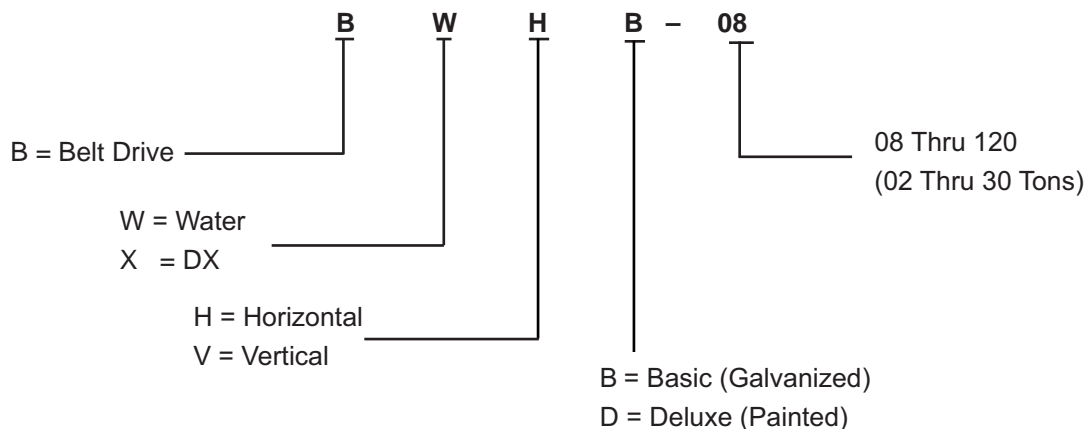 B W H B – 08
B = Belt Drive
08 Thru 120
(02 Thru 30 Tons)
W = Water
X = DX
H = Horizontal
V = Vertical
B = Basic (Galvanized)
D = Deluxe (Painted)